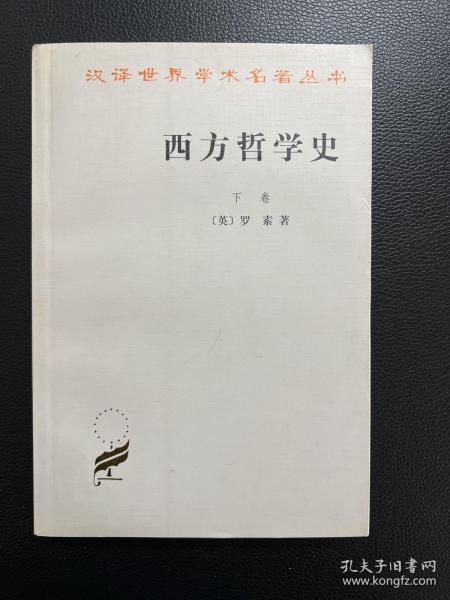 汉译世界学术名著丛书
西方哲学史
下 卷
〔英〕罗 素 著
孔夫子旧书网
www.kongfz.com